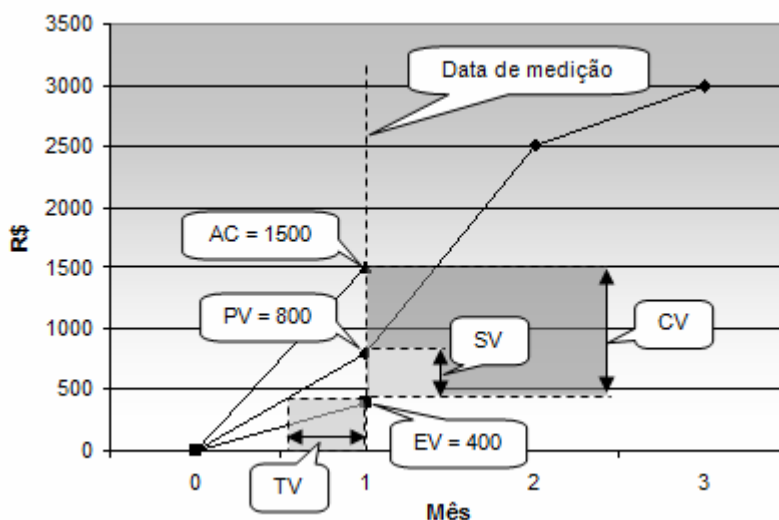 3500
3000
2500
2000
1500
1000
500
0
R$
Data de medição
AC = 1500
PV = 800
SV
CV
EV = 400
TV
0
1
2
3
Mês